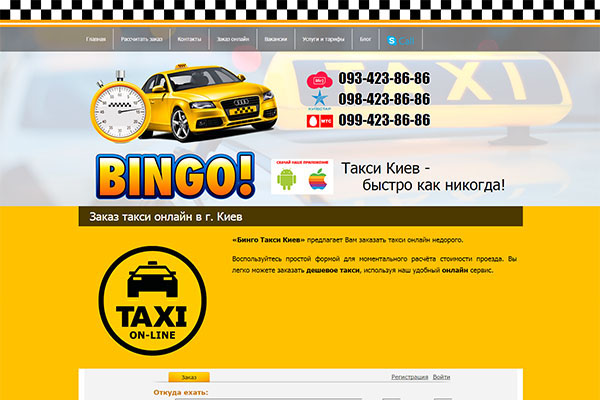 Главная Рассчитать заказ Контакты Заказ онлайн Вакансии Услуги и тарифы Блог Call
TAXI
093-423-86-86
098-423-86-86
МТС 099-423-86-86
BINGO!
СКАЧАЙ НАШЕ ПРИЛОЖЕНИЕ
Такси Киев -
быстро как никогда!
Заказ такси онлайн в г. Киев
«Бинго Такси Киев» предлагает Вам заказать такси онлайн недорого.
Воспользуйтесь простой формой для моментального расчёта стоимости проезда. Вы
легко можете заказать дешевое такси, используя наш удобный онлайн сервис.
TAXI
ON-LINE
Заказ Регистрация Войти
Откуда ехать: